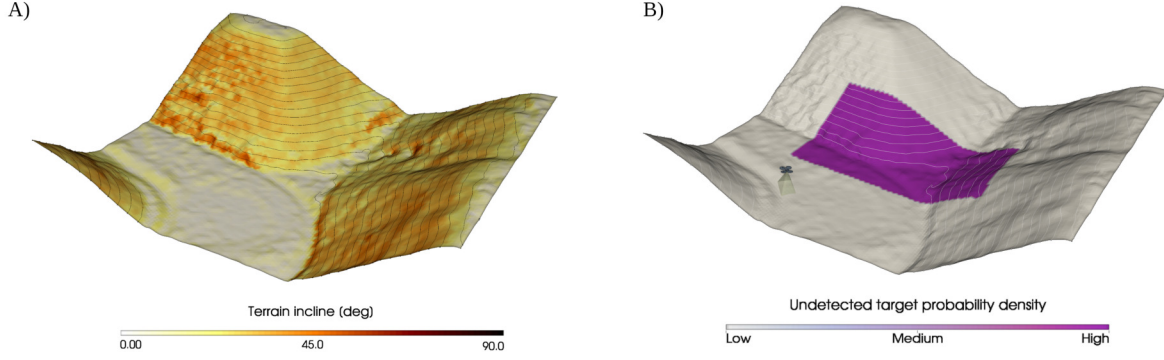 A)
B)
Terrain incline [deg]
0.00 45.0 90.0
Undetected target probability density
Low Medium High